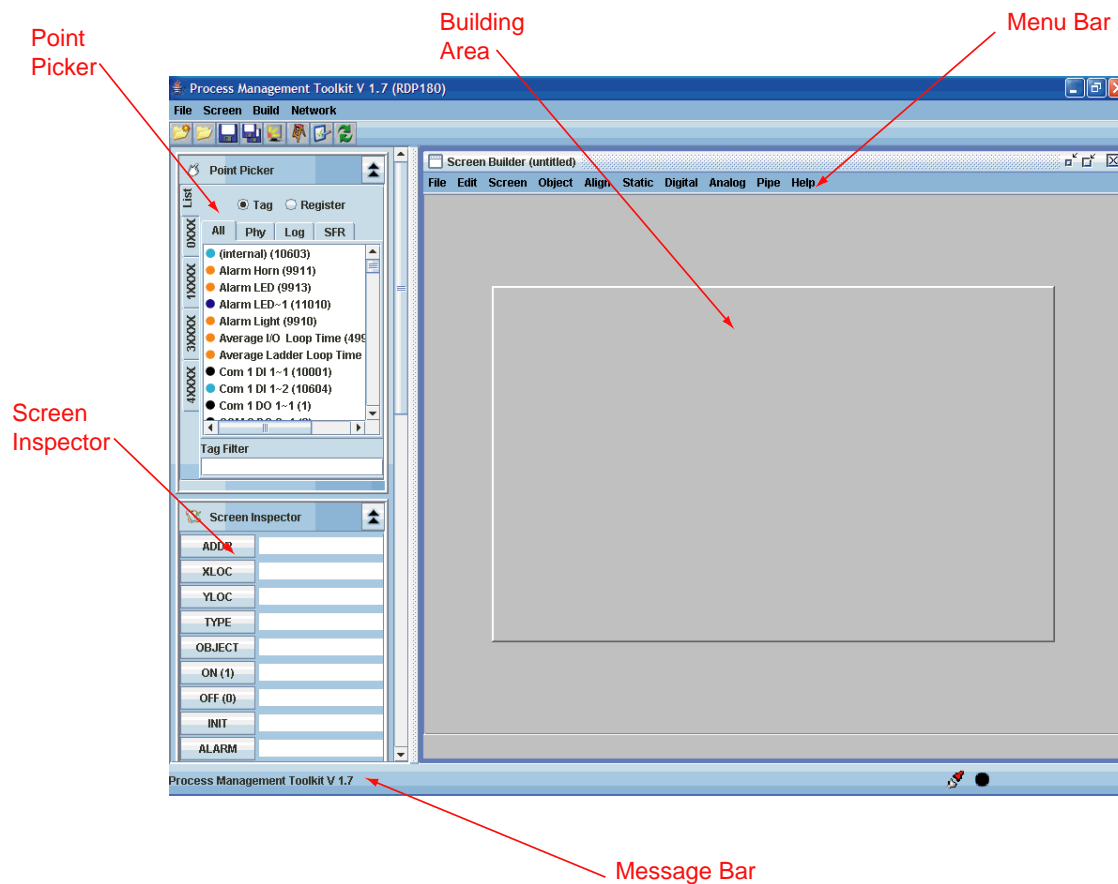 Point
Picker
Building
Area
Menu Bar
Process Management Toolkit V 1.7 (RDP180)
File Screen Build Network
Point Picker
Screen Builder (untitled)
File Edit Screen Object Align Static Digital Analog Pipe Help
List
0XXX
1XXXX
3XXXX
4XXXX
Tag Register
All Phy Log SFR
(internal) (10603)
Alarm Horn (9911)
Alarm LED (9913)
Alarm LED~1 (11010)
Alarm Light (9910)
Average I/O Loop Time (499
Average Ladder Loop Time
Com 1 DI 1~1 (10001)
Com 1 DI 1~2 (10604)
Com 1 DO 1~1 (1)
Tag Filter
Screen
Inspector
Screen Inspector
ADDR
XLOC
YLOC
TYPE
OBJECT
ON (1)
OFF (0)
INIT
ALARM
Process Management Toolkit V 1.7
Message Bar